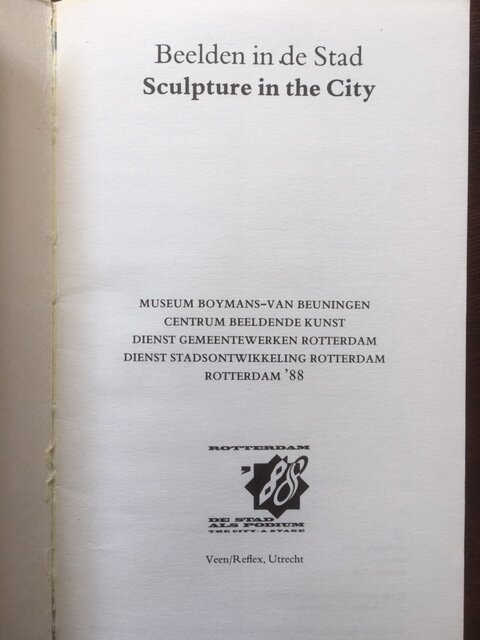 Beelden in de Stad
Sculpture in the City
MUSEUM BOYMANS-VAN BEUNINGEN
CENTRUM BEELDENDE KUNST
DIENST GEMEENTEWERKEN ROTTERDAM
DIENST STADSONTWIKKELING ROTTERDAM
ROTTERDAM '88
ROTTERDAM
'88
DE STAD
ALS PODIUM
THE CITY-A STAGE
Veen/Reflex, Utrecht